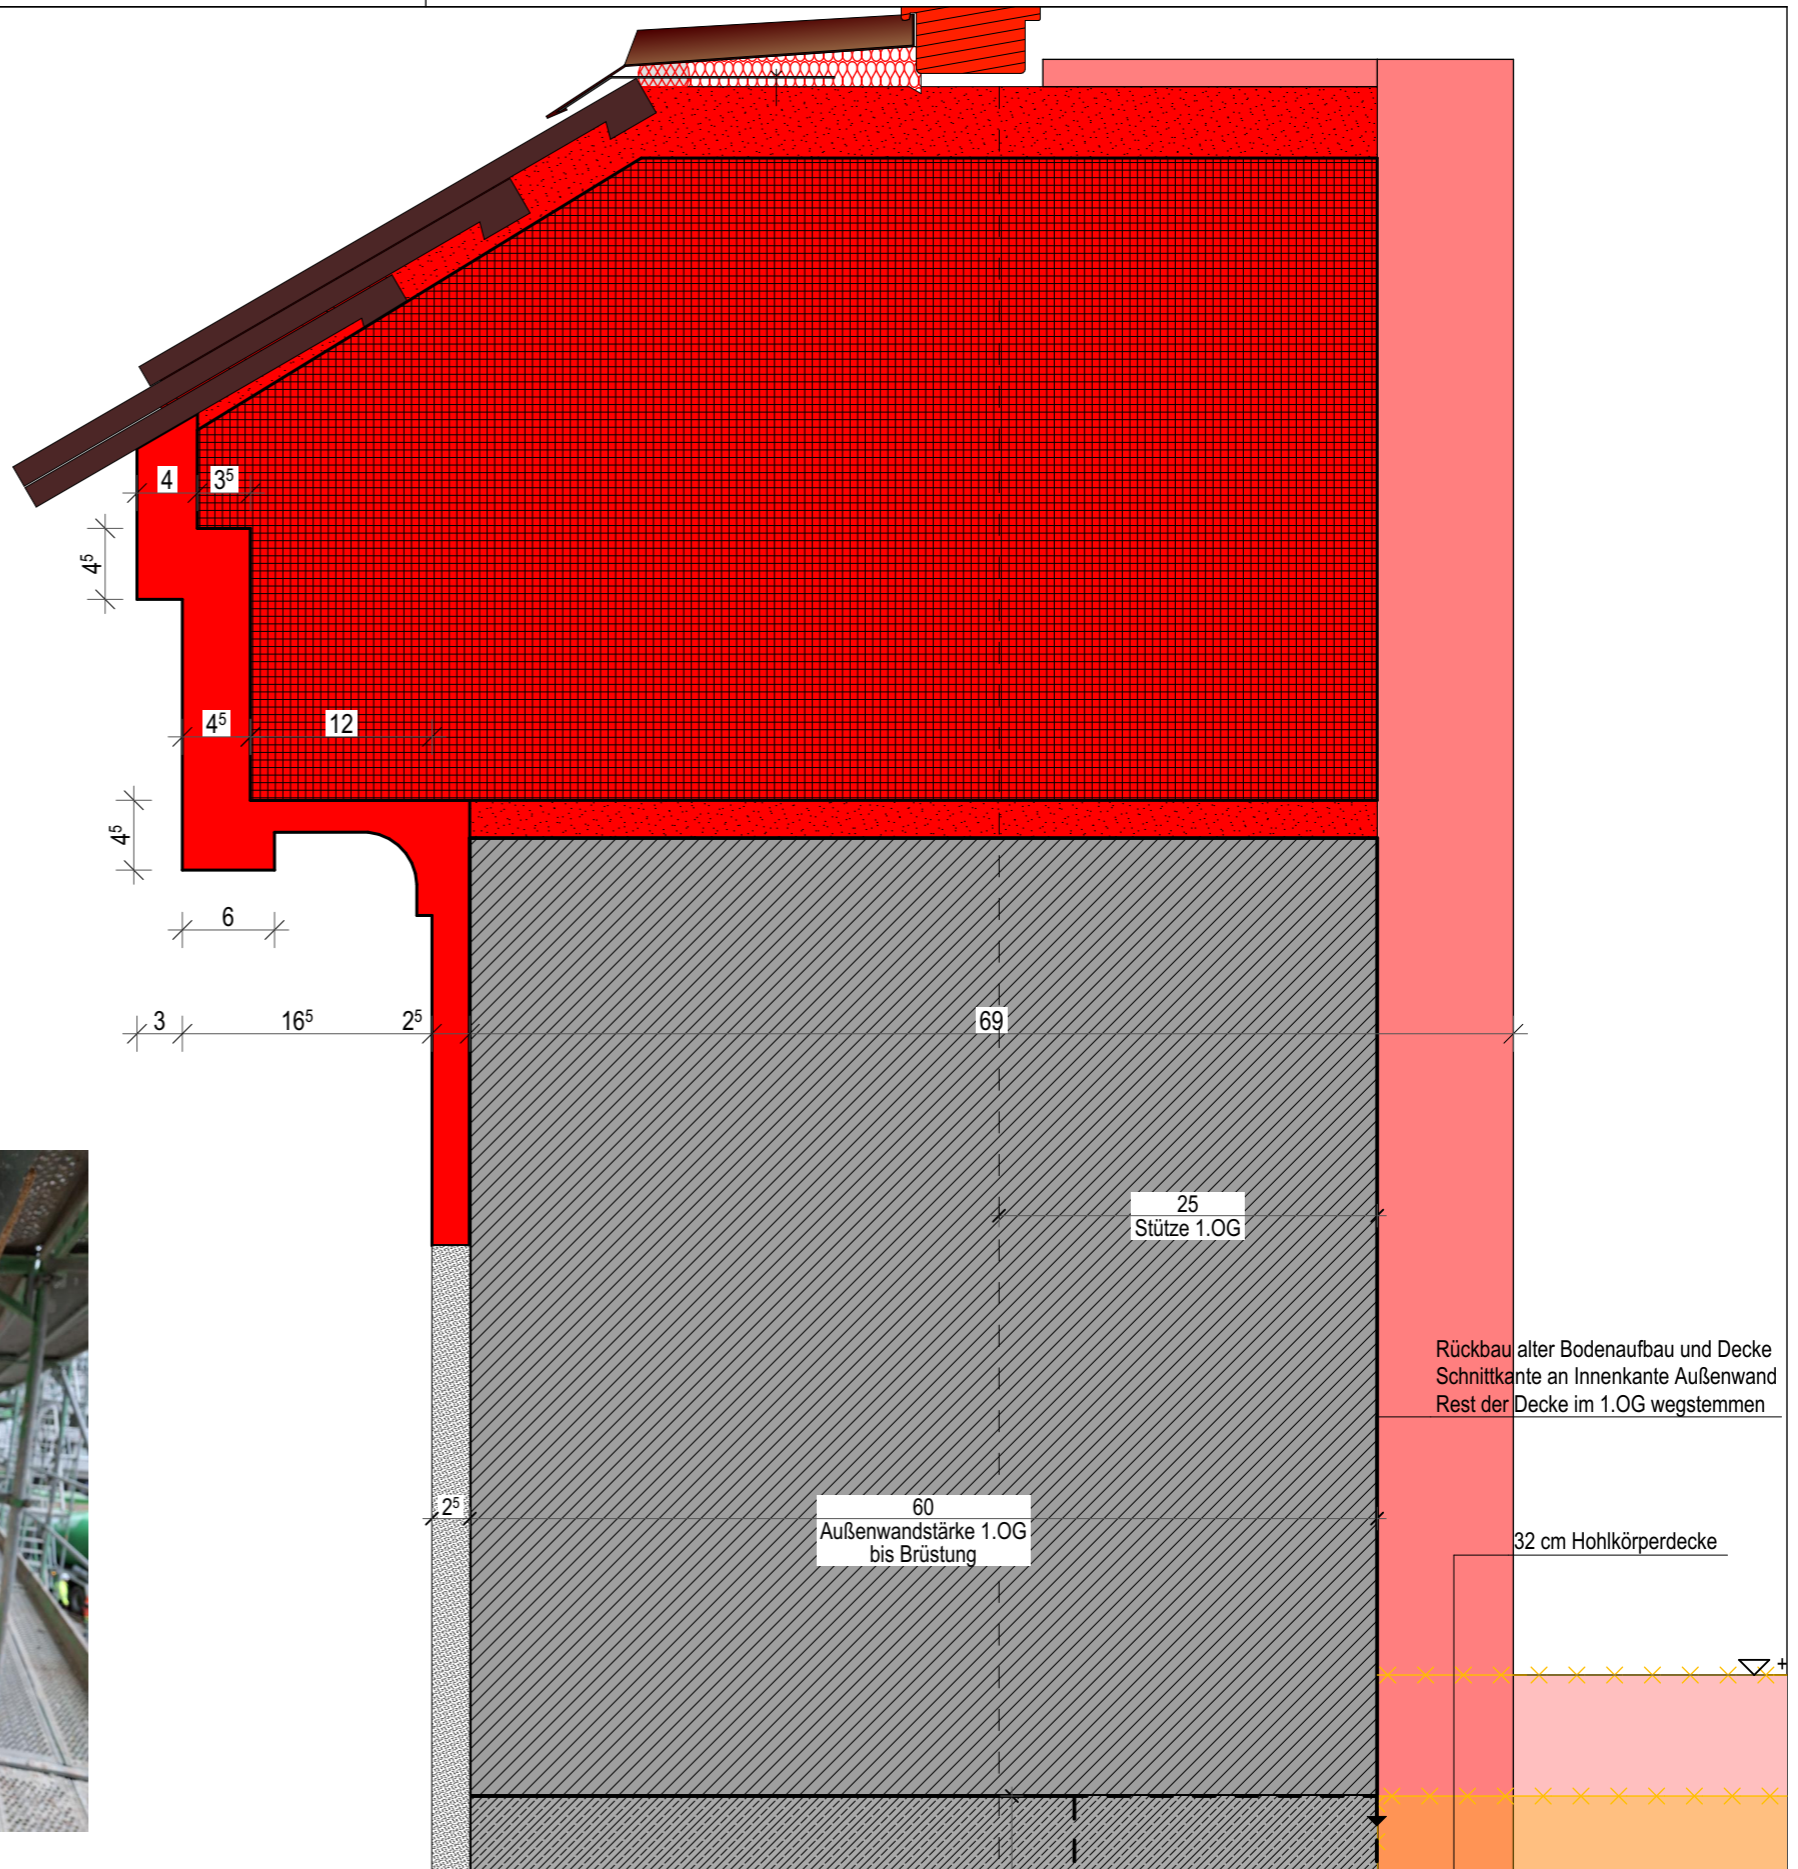 4
3⁵
4⁵
4⁵
12
4⁵
6
3
16⁵
2⁵
69
25
Stütze 1.OG
Rückbau alter Bodenaufbau und Decke
Schnittkante an Innenkante Außenwand
Rest der Decke im 1.OG wegstemmen
2⁵
60
Außenwandstärke 1.OG
bis Brüstung
32 cm Hohlkörperdecke
+